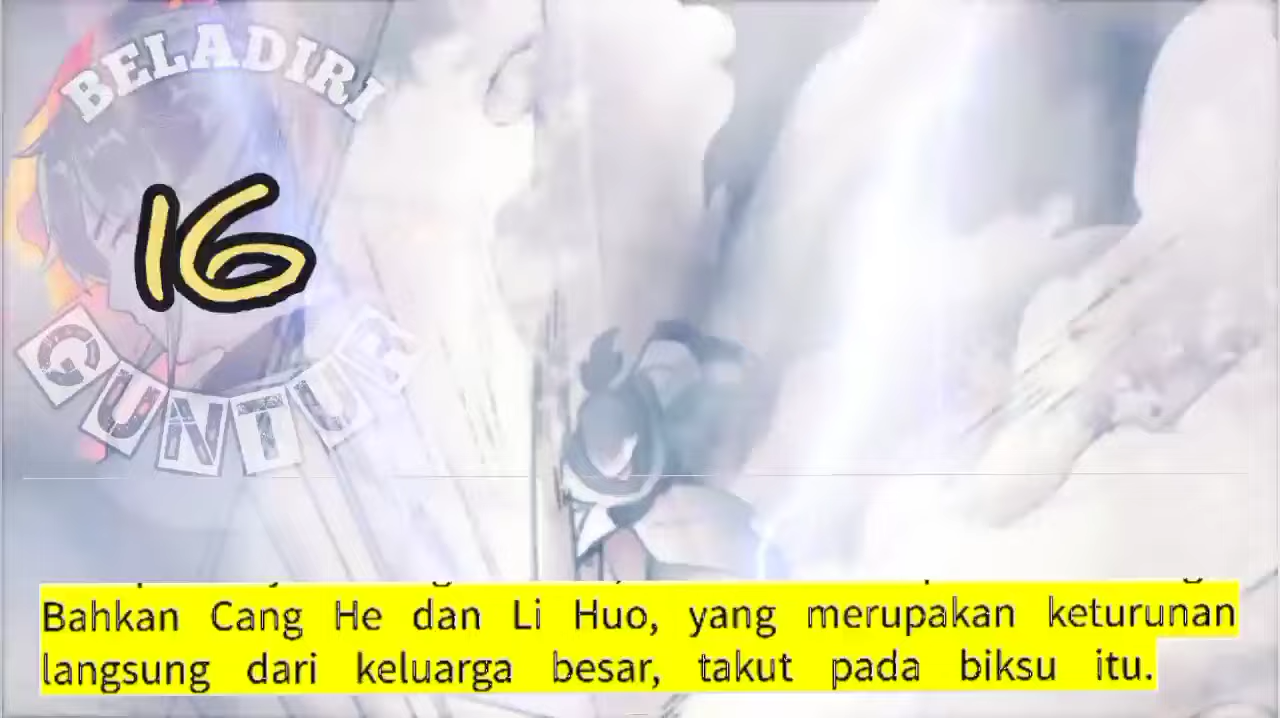 BELADIRI
16
GUNTUR
Bahkan Cang He dan Li Huo, yang merupakan keturunan
langsung dari keluarga besar, takut pada biksu itu.